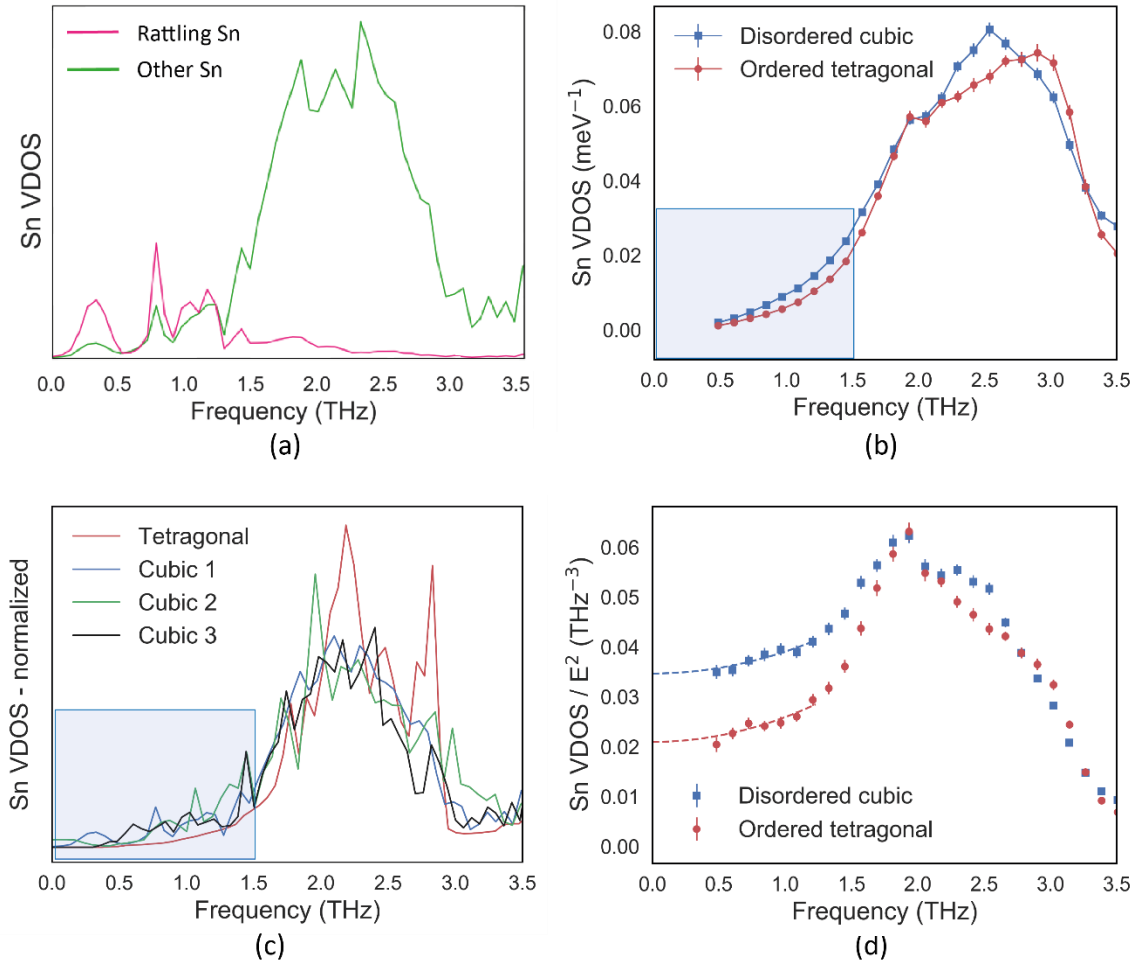 Rattling Sn
Other Sn
Sn VDOS
0.0 0.5 1.0 1.5 2.0 2.5 3.0 3.5
Frequency (THz)
(a)
Disordered cubic
Ordered tetragonal
Sn VDOS (meV⁻¹)
0.08
0.06
0.04
0.02
0.00
0.0 0.5 1.0 1.5 2.0 2.5 3.0 3.5
Frequency (THz)
(b)
Tetragonal
Cubic 1
Cubic 2
Cubic 3
Sn VDOS - normalized
0.0 0.5 1.0 1.5 2.0 2.5 3.0 3.5
Frequency (THz)
(c)
Sn VDOS / E² (THz⁻³)
0.06
0.05
0.04
0.03
0.02
0.01
0.00
Disordered cubic
Ordered tetragonal
0.0 0.5 1.0 1.5 2.0 2.5 3.0 3.5
Frequency (THz)
(d)